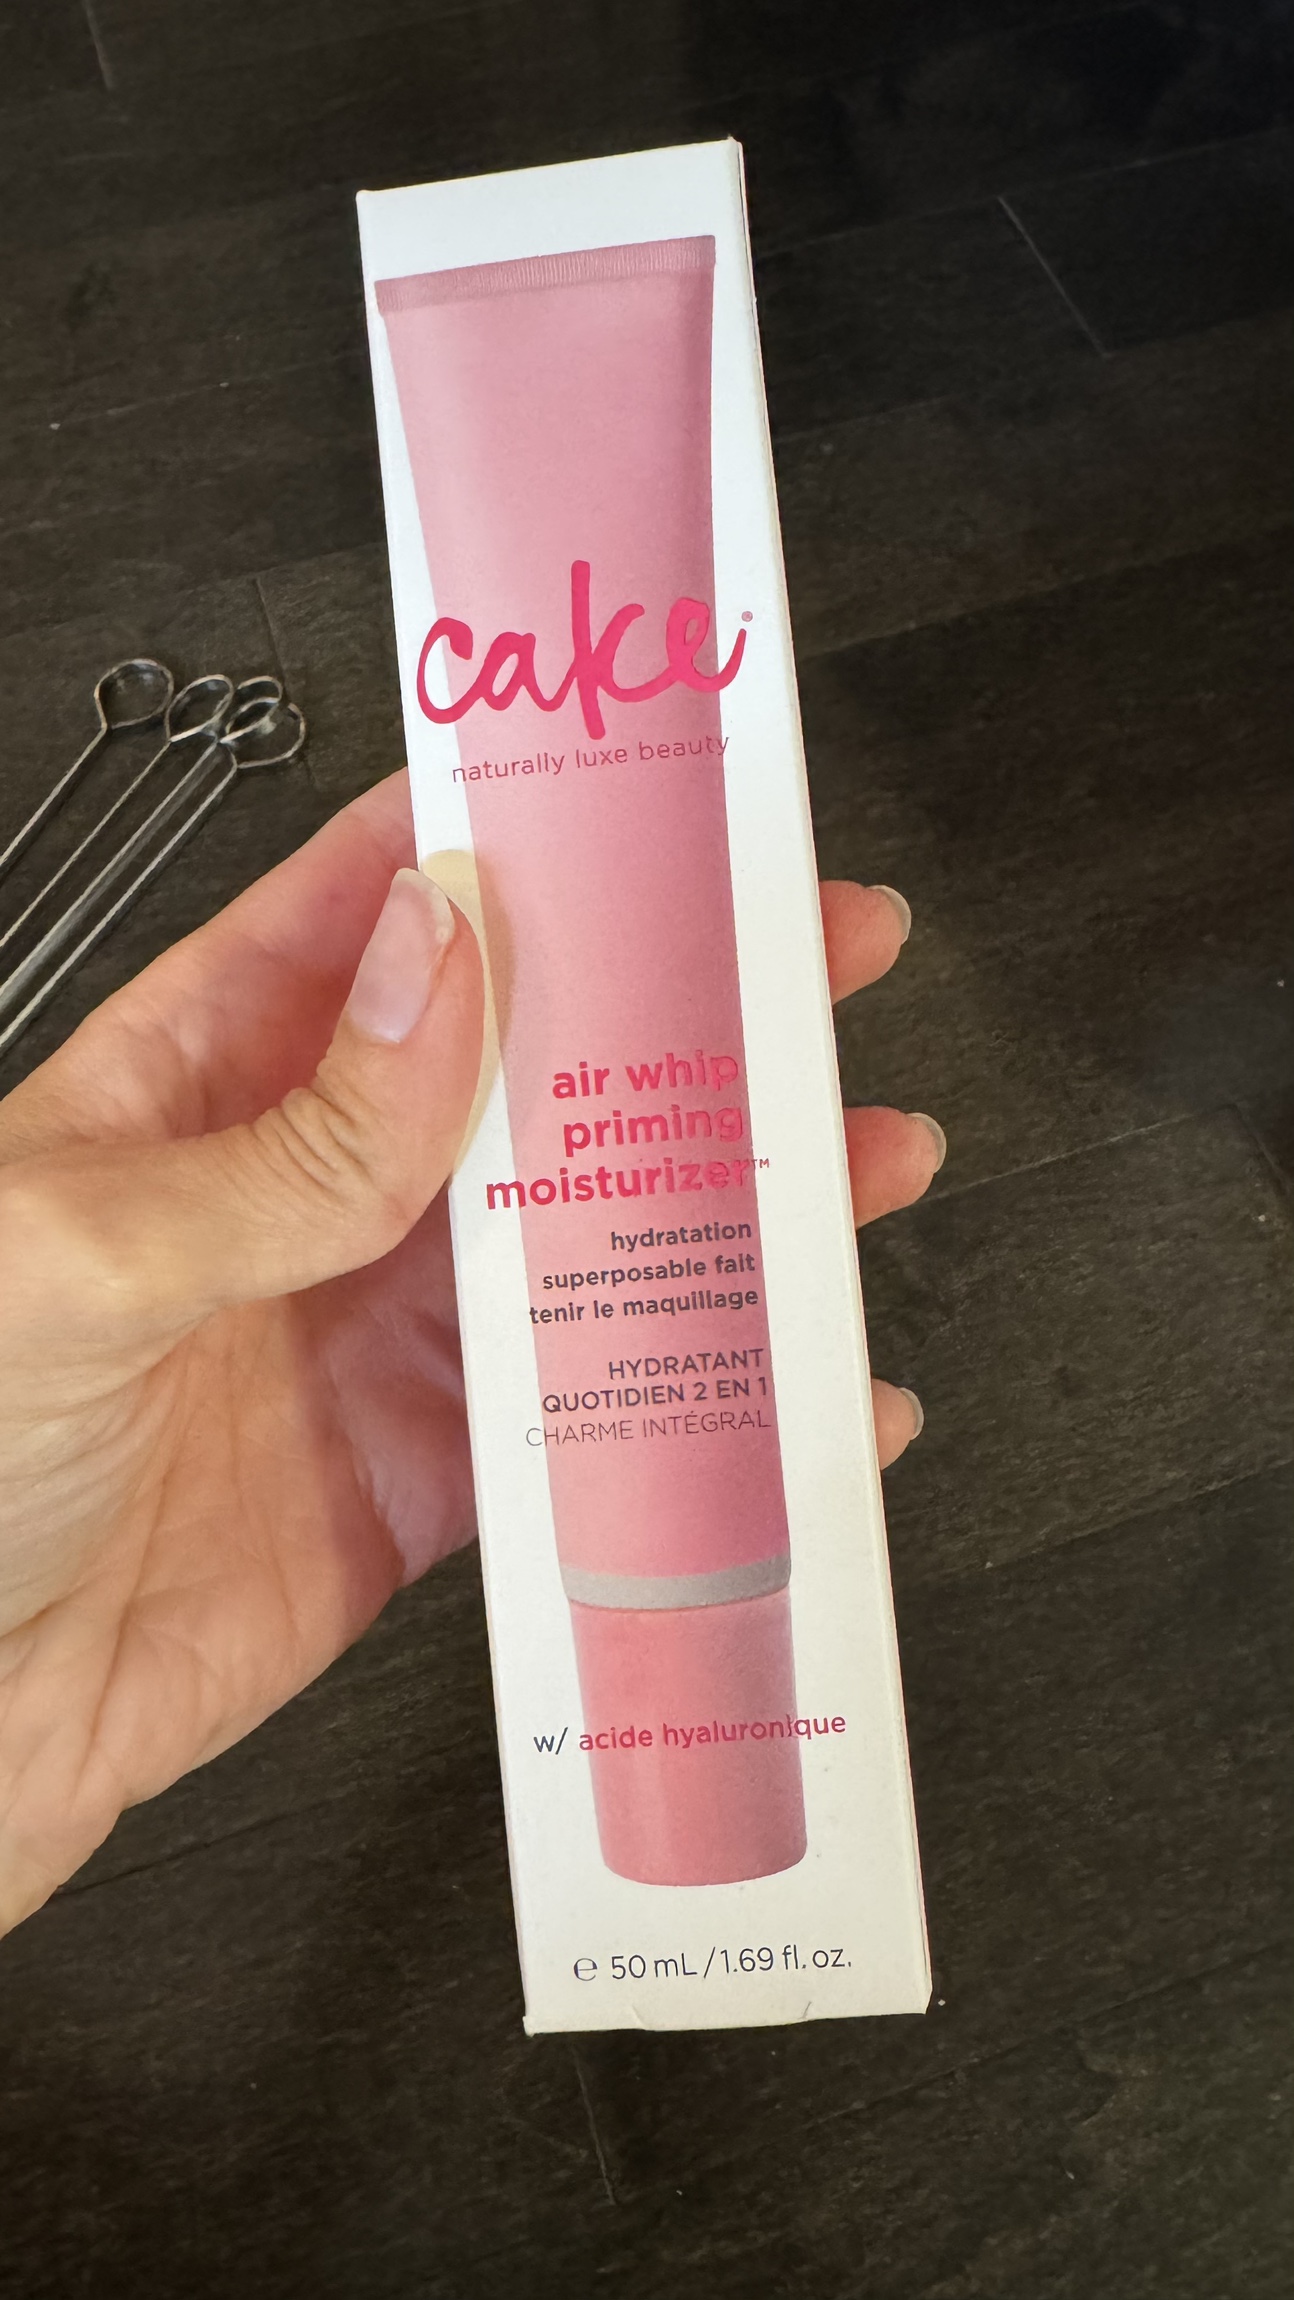 cake®
naturally luxe beauty
air whip
priming
moisturizer™
hydratation
superposable fait
tenir le maquillage
HYDRATANT
QUOTIDIEN 2 EN 1
CHARME INTÉGRAL
w/ acide hyaluronique
℮ 50 mL/1.69 fl. oz.